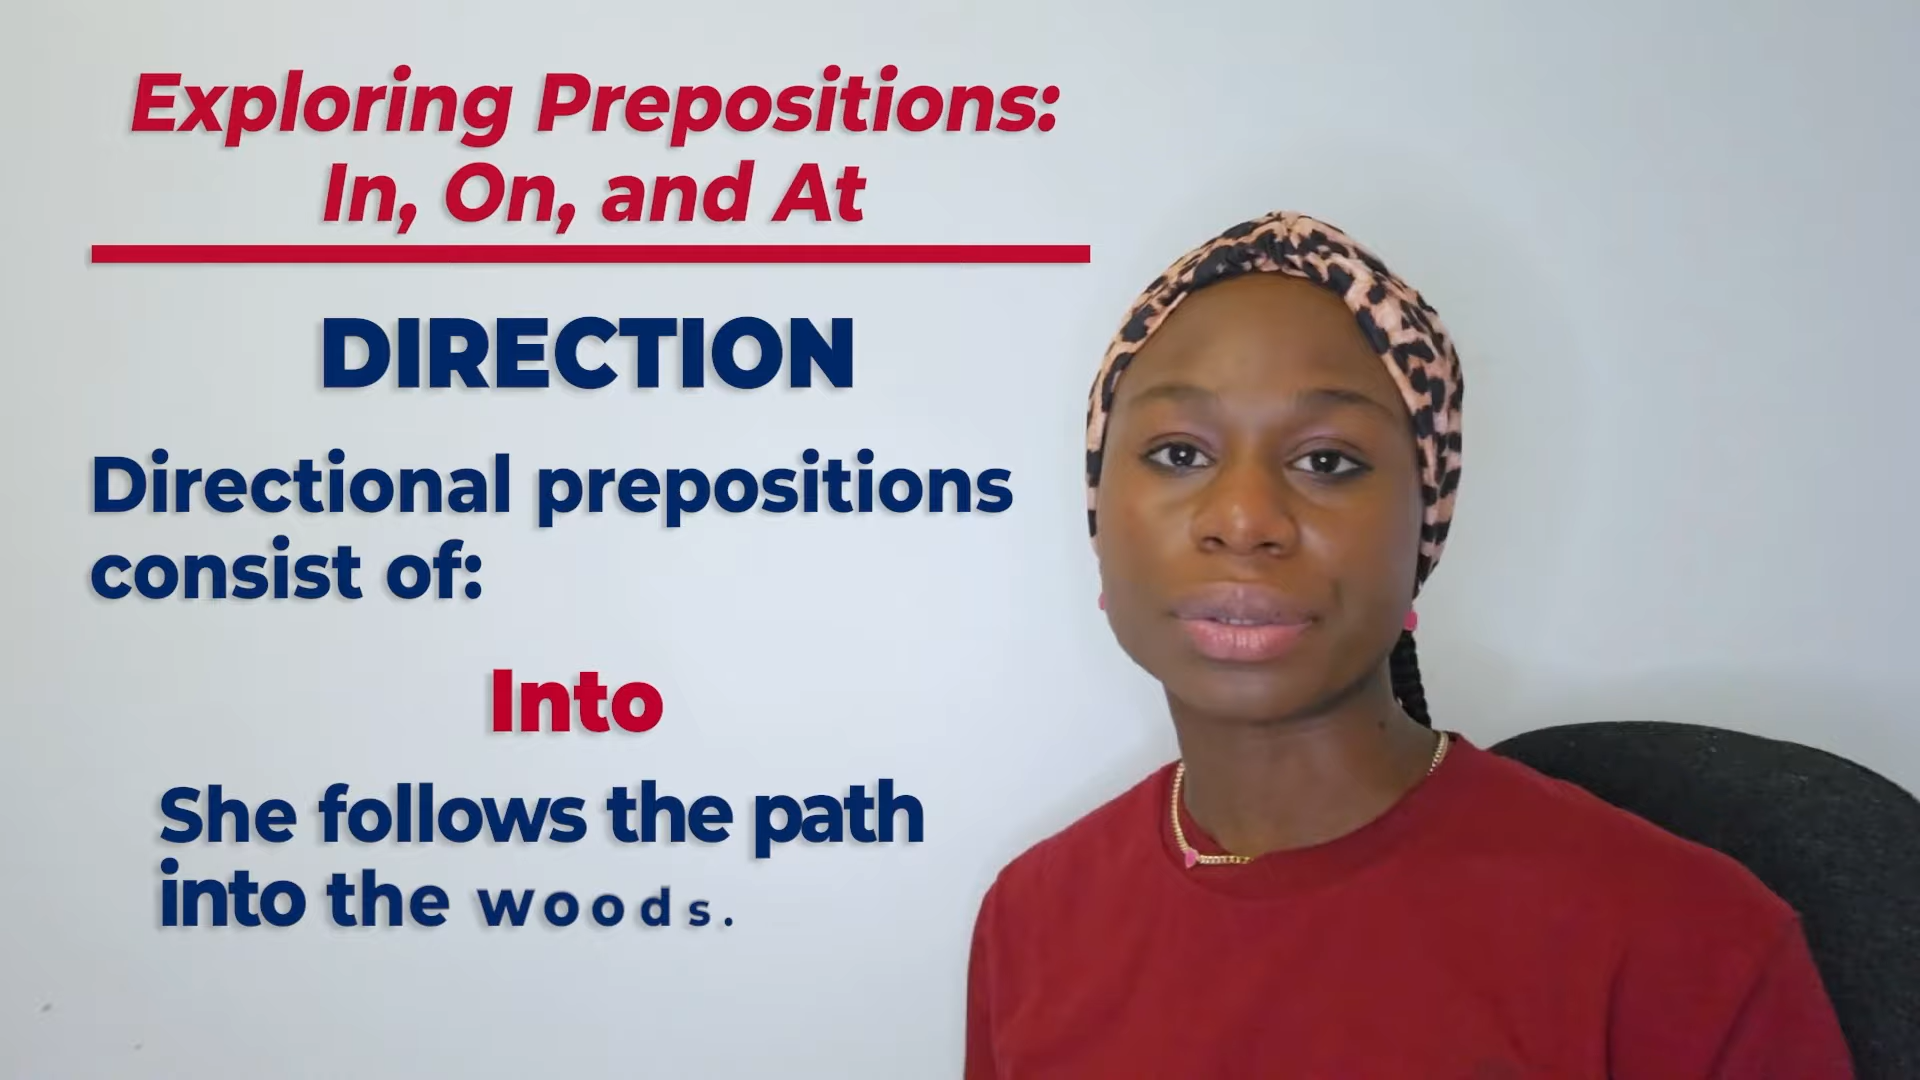 Exploring Prepositions:
In, On, and At
DIRECTION
Directional prepositions
consist of:
Into
She follows the path
into the woods.